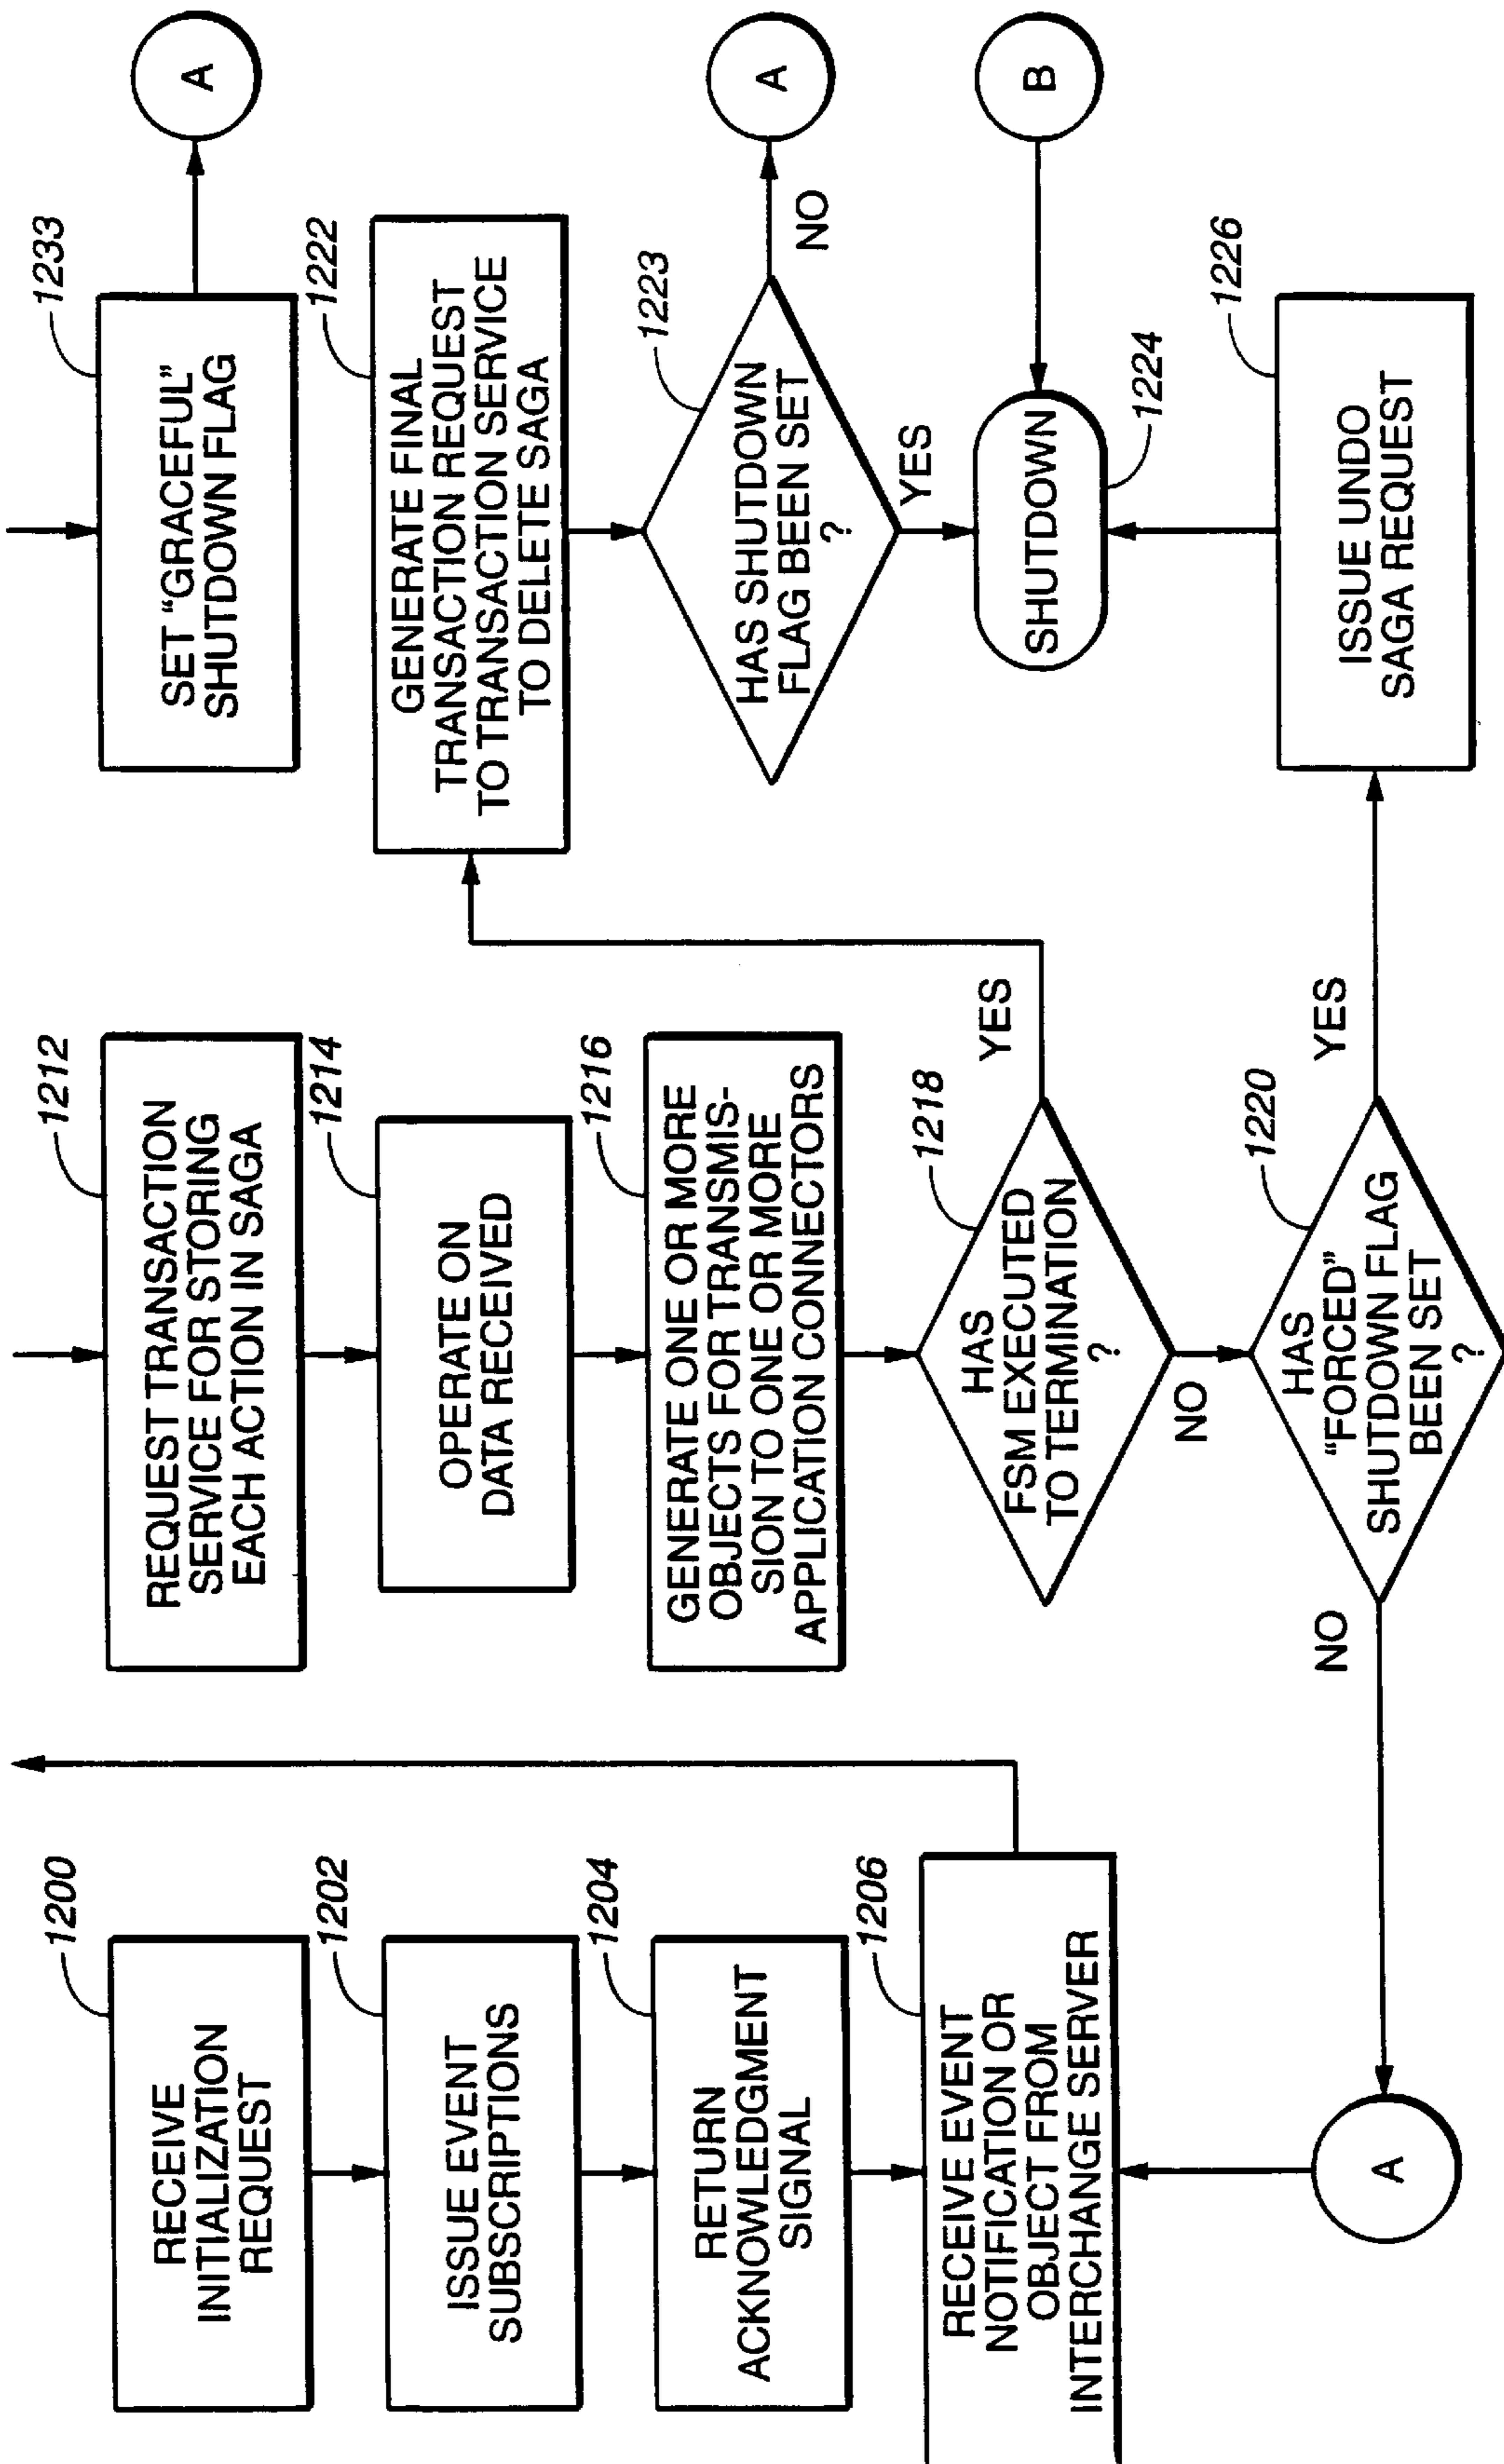 1200
RECEIVE
INITIALIZATION
REQUEST
1202
ISSUE EVENT
SUBSCRIPTIONS
1204
RETURN
ACKNOWLEDGMENT
SIGNAL
1206
RECEIVE EVENT
NOTIFICATION OR
OBJECT FROM
INTERCHANGE SERVER
A
1212
REQUEST TRANSACTION
SERVICE FOR STORING
EACH ACTION IN SAGA
1214
OPERATE ON
DATA RECEIVED
1216
GENERATE ONE OR MORE
OBJECTS FOR TRANSMIS-
SION TO ONE OR MORE
APPLICATION CONNECTORS
1218
HAS
FSM EXECUTED
TO TERMINATION
?
YES
NO
1220
HAS
“FORCED”
SHUTDOWN FLAG
BEEN SET
?
NO
YES
1233
SET “GRACEFUL”
SHUTDOWN FLAG
A
1222
GENERATE FINAL
TRANSACTION REQUEST
TO TRANSACTION SERVICE
TO DELETE SAGA
1223
HAS SHUTDOWN
FLAG BEEN SET
?
NO
A
YES
SHUTDOWN
1224
B
1226
ISSUE UNDO
SAGA REQUEST